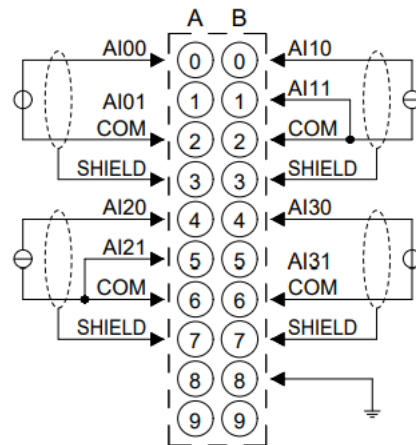 A B
AI00 0 0 AI10
AI01 1 1 AI11
COM 2 2 COM
SHIELD 3 3 SHIELD
AI20 4 4 AI30
AI21 5 5 AI31
COM 6 6 COM
SHIELD 7 7 SHIELD
8 8
9 9